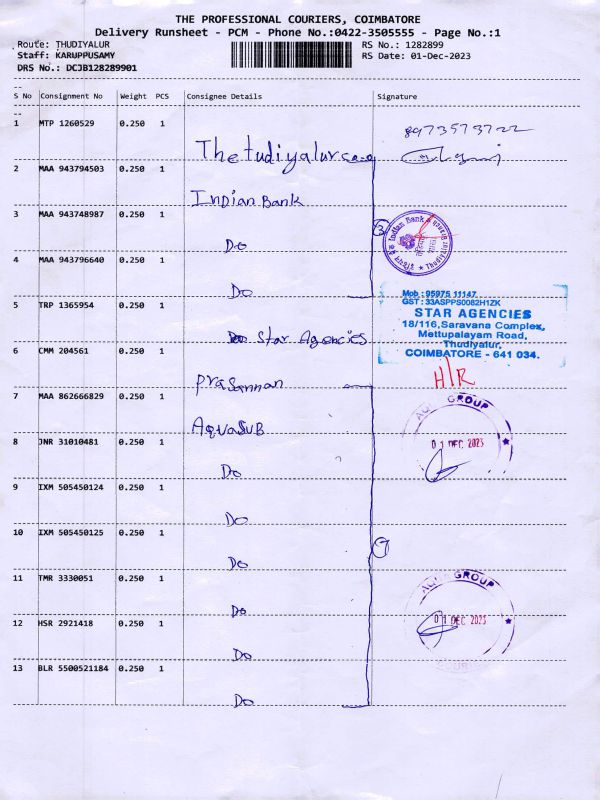 THE PROFESSIONAL COURIERS, COIMBATORE
Delivery Runsheet - PCM - Phone No.:0422-3505555 - Page No.:1
Route: THUDIYALUR
RS No.: 1282899
Staff: KARUPPUSAMY
RS Date: 01-Dec-2023
DRS No.: DCJB128289901
S No Consignment No Weight PCS Consignee Details Signature
1 MTP 1260529 0.250 1
8973573722
Thetudiyalur
2 MAA 943794503 0.250 1
Indian Bank
3 MAA 943748987 0.250 1
3
Indian Bank
Thudiyalur
Do
4 MAA 943796640 0.250 1
Do
Mob : 95975 11147
GST : 33ASPPS0082H1ZK
STAR AGENCIES
18/116,Saravana Complex,
Mettupalayam Road,
Thudiyalur,
COIMBATORE - 641 034.
5 TRP 1365954 0.250 1
Star Agencies
6 CMM 204561 0.250 1
H/R
Prasannan
7 MAA 862666829 0.250 1
GROUP
01 DEC 2023
Aquasub
8 JNR 31010481 0.250 1
Do
9 IXM 505450124 0.250 1
Do
10 IXM 505450125 0.250 1
7
Do
11 TMR 3330051 0.250 1
GROUP
01 DEC 2023
Do
12 HSR 2921418 0.250 1
Do
13 BLR 5500521184 0.250 1
Do